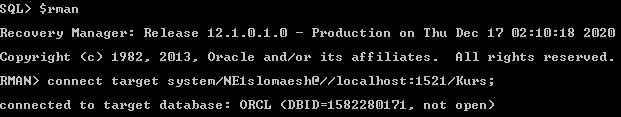 SQL> $rman
Recovery Manager: Release 12.1.0.1.0 - Production on Thu Dec 17 02:10:18 2020
Copyright (c) 1982, 2013, Oracle and/or its affiliates.  All rights reserved.
RMAN> connect target system/NE1slomaesh@//localhost:1521/Kurs;
connected to target database: ORCL (DBID=1582280171, not open)